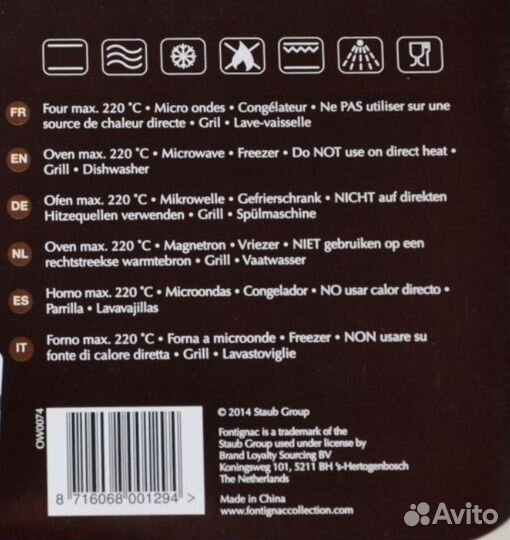 FR Four max. 220 °C • Micro ondes • Congélateur • Ne PAS utiliser sur une
source de chaleur directe • Gril • Lave-vaisselle
EN Oven max. 220 °C • Microwave • Freezer • Do NOT use on direct heat •
Grill • Dishwasher
DE Ofen max. 220 °C • Mikrowelle • Gefrierschrank • NICHT auf direkten
Hitzequellen verwenden • Grill • Spülmaschine
NL Oven max. 220 °C • Magnetron • Vriezer • NIET gebruiken op een
rechtstreekse warmtebron • Grill • Vaatwasser
ES Horno max. 220 °C • Microondas • Congelador • NO usar calor directo •
Parrilla • Lavavajillas
IT Forno max. 220 °C • Forna a microonde • Freezer • NON usare su
fonte di calore diretta • Grill • Lavastoviglie
OW0074
8 716068 001294 >
© 2014 Staub Group
Fontignac is a trademark of the
Staub Group used under license by
Brand Loyalty Sourcing BV
Koningsweg 101, 5211 BH 's-Hertogenbosch
The Netherlands
Made in China
www.fontignaccollection.com
Avito